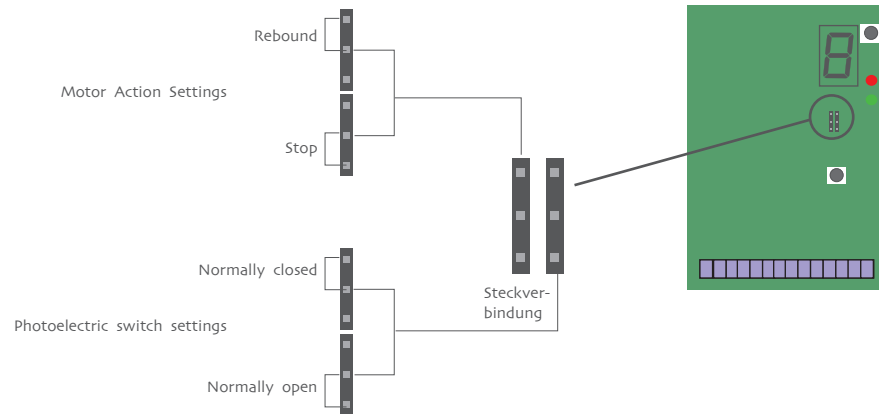 Rebound
Motor Action Settings
Stop
Normally closed
Steckver-
bindung
Photoelectric switch settings
Normally open